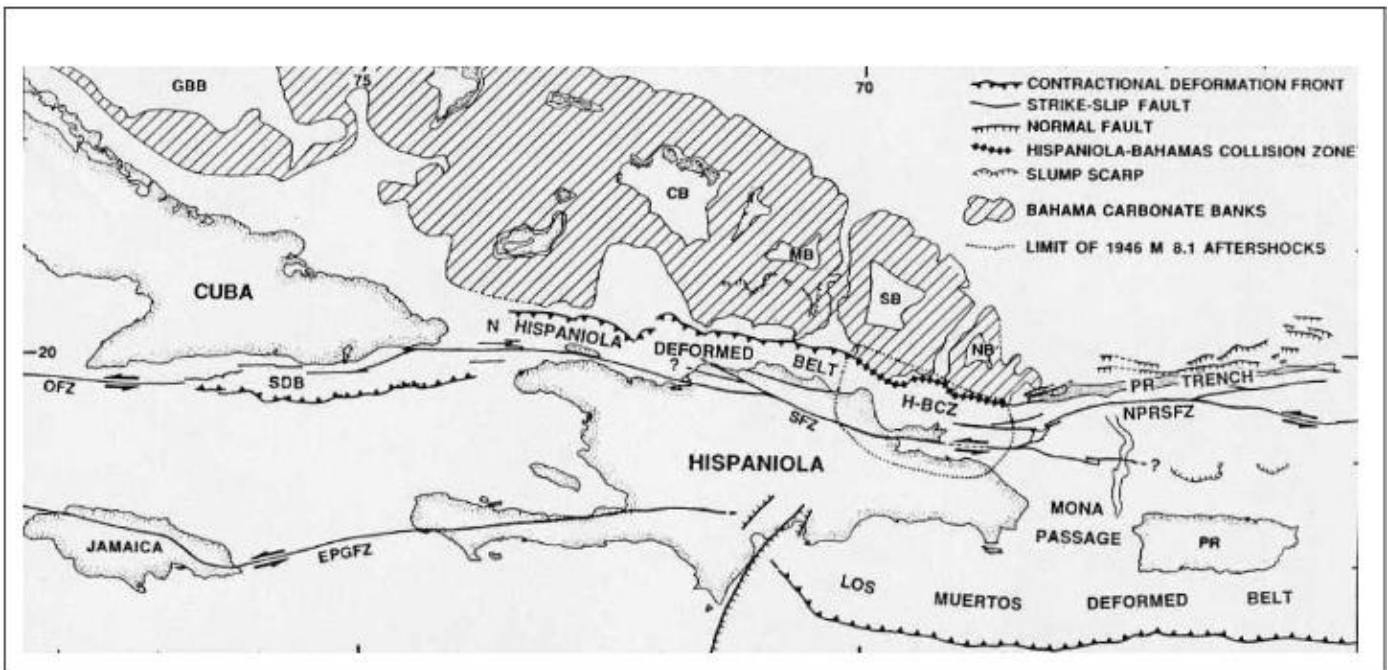 GBB
75
70
CONTRACTIONAL DEFORMATION FRONT
STRIKE-SLIP FAULT
NORMAL FAULT
HISPANIOLA-BAHAMAS COLLISION ZONE
SLUMP SCARP
BAHAMA CARBONATE BANKS
LIMIT OF 1946 M 8.1 AFTERSHOCKS
CB
MB
SB
NB
CUBA
N HISPANIOLA DEFORMED BELT
?
20
OFZ
SDB
H-BCZ
PR TRENCH
NPRSFZ
SFZ
?
HISPANIOLA
MONA
PASSAGE
PR
JAMAICA
EPGFZ
LOS MUERTOS DEFORMED BELT